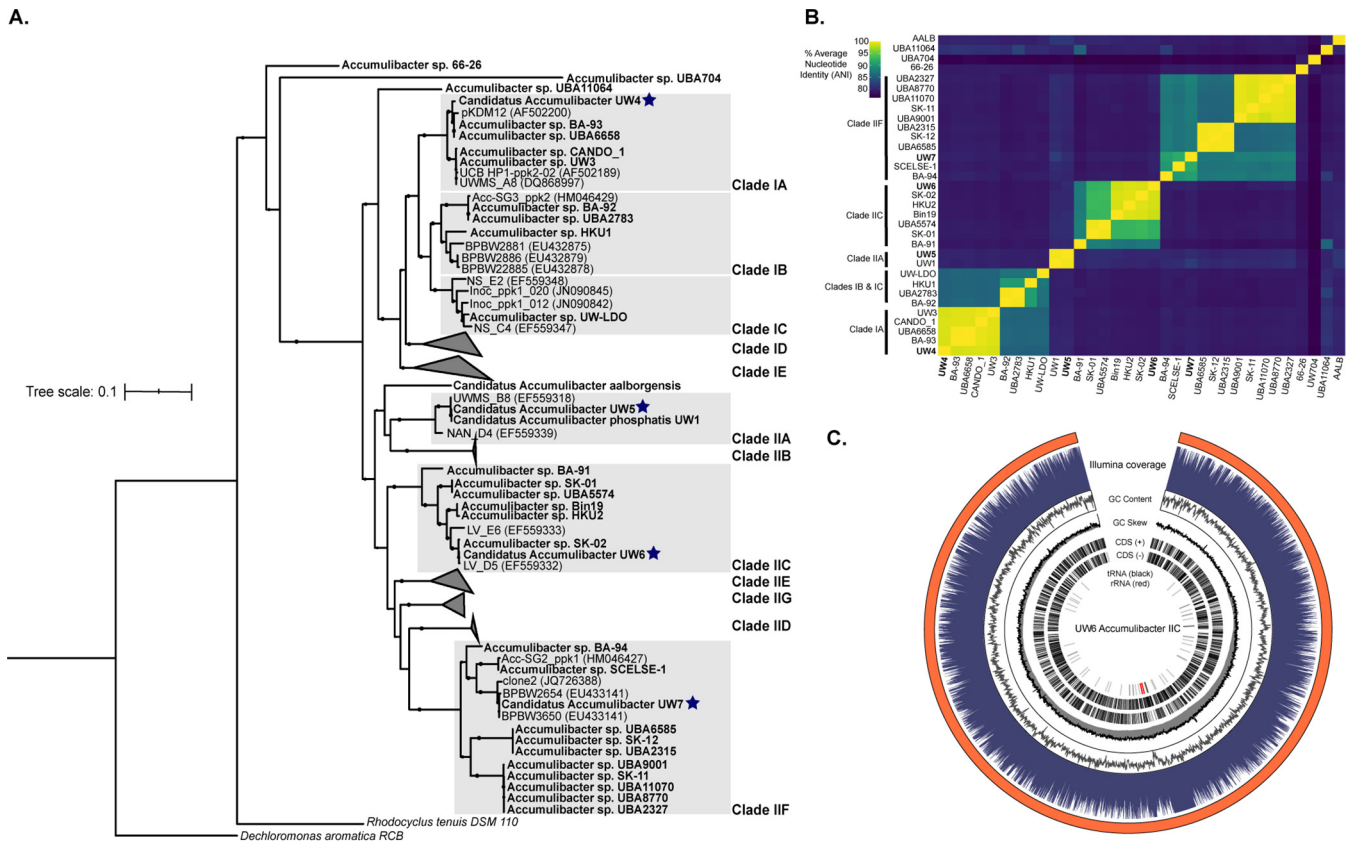 A.
Accumulibacter sp. 66-26
Accumulibacter sp. UBA704
Accumulibacter sp. UBA11064
Candidatus Accumulibacter UW4
pKDM12 (AF502200)
Accumulibacter sp. BA-93
Accumulibacter sp. UBA6658
Accumulibacter sp. CANDO_1
Accumulibacter sp. UW3
UCB HP1-ppk2-02 (AF502189)
UWMS_A8 (DQ868997)
Clade IA
Acc-SG3_ppk2 (HM046429)
Accumulibacter sp. BA-92
Accumulibacter sp. UBA2783
Accumulibacter sp. HKU1
BPBW2881 (EU432875)
BPBW2886 (EU432879)
BPBW22885 (EU432878)
Clade IB
NS_E2 (EF559348)
Inoc_ppk1_020 (JN090845)
Inoc_ppk1_012 (JN090842)
Accumulibacter sp. UW-LDO
NS_C4 (EF559347)
Clade IC
Clade ID
Clade IE
Tree scale: 0.1
Candidatus Accumulibacter aalborgensis
UWMS_B8 (EF559318)
Candidatus Accumulibacter UW5
Candidatus Accumulibacter phosphatis UW1
NAN_D4 (EF559339)
Clade IIA
Clade IIB
Accumulibacter sp. BA-91
Accumulibacter sp. SK-01
Accumulibacter sp. UBA5574
Accumulibacter sp. Bin19
Accumulibacter sp. HKU2
LV_E6 (EF559333)
Accumulibacter sp. SK-02
Candidatus Accumulibacter UW6
LV_D5 (EF559332)
Clade IIC
Clade IIE
Clade IIG
Clade IID
Accumulibacter sp. BA-94
Acc-SG2_ppk1 (HM046427)
Accumulibacter sp. SCELSE-1
clone2 (JQ726388)
BPBW2654 (EU433141)
Candidatus Accumulibacter UW7
BPBW3650 (EU433141)
Accumulibacter sp. UBA6585
Accumulibacter sp. SK-12
Accumulibacter sp. UBA2315
Accumulibacter sp. UBA9001
Accumulibacter sp. SK-11
Accumulibacter sp. UBA11070
Accumulibacter sp. UBA8770
Accumulibacter sp. UBA2327
Clade IIF
Rhodocyclus tenuis DSM 110
Dechloromonas aromatica RCB
B.
% Average
Nucleotide
Identity (ANI)
100
95
90
85
80
AALB
UBA11064
UBA704
66-26
UBA2327
UBA8770
UBA11070
SK-11
UBA9001
UBA2315
SK-12
UBA6585
UW7
SCELSE-1
BA-94
UW6
SK-02
HKU2
Bin19
UBA5574
SK-01
BA-91
UW5
UW1
UW-LDO
HKU1
UBA2783
BA-92
UW3
CANDO_1
UBA6658
BA-93
UW4
Clade IIF
Clade IIC
Clade IIA
Clades IB & IC
Clade IA
UW4
BA-93
UBA6658
CANDO_1
UW3
BA-92
UBA2783
HKU1
UW-LDO
UW1
UW5
BA-91
SK-01
UBA5574
Bin19
HKU2
SK-02
UW6
BA-94
SCELSE-1
UW7
UBA6585
SK-12
UBA2315
UBA9001
SK-11
UBA11070
UBA8770
UBA2327
66-26
UW704
UBA11064
AALB
C.
Illumina coverage
GC Content
GC Skew
CDS (+)
CDS (-)
tRNA (black)
rRNA (red)
UW6 Accumulibacter IIC